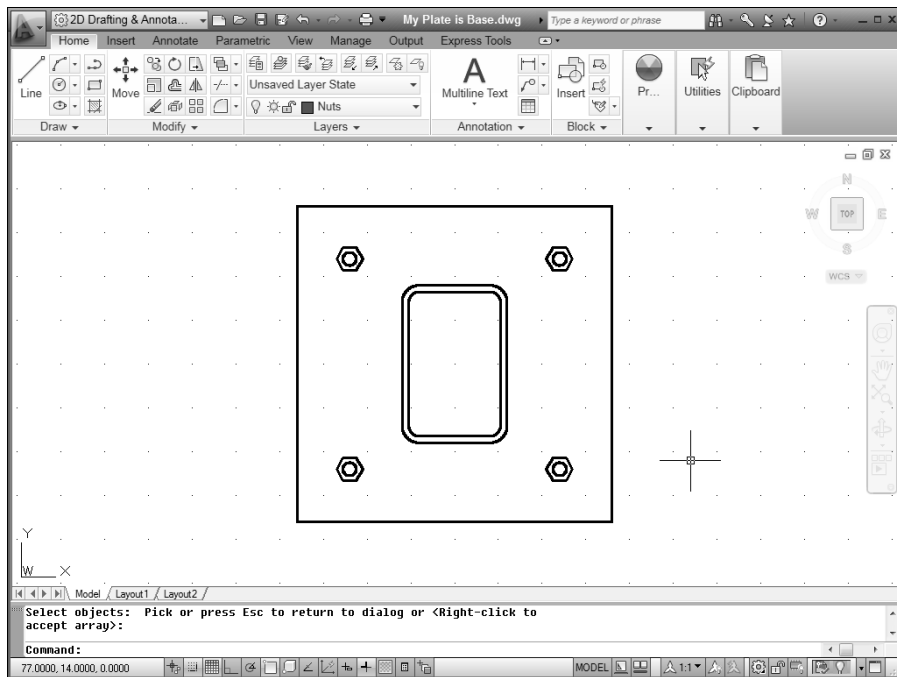 2D Drafting & Annota... My Plate is Base.dwg Type a keyword or phrase
Home Insert Annotate Parametric View Manage Output Express Tools
Line Move Unsaved Layer State Nuts A Multiline Text Insert Pr... Utilities Clipboard
Draw Modify Layers Annotation Block
N
W TOP E
S
WCS
Y
W X
Model Layout1 Layout2
Select objects:  Pick or press Esc to return to dialog or <Right-click to
accept array>:
Command:
77.0000, 14.0000, 0.0000 MODEL 1:1